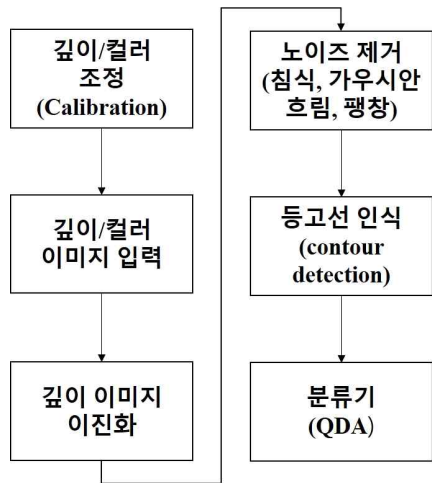 깊이/컬러
조정
(Calibration)
깊이/컬러
이미지 입력
깊이 이미지
이진화
노이즈 제거
(침식, 가우시안
흐림, 팽창)
등고선 인식
(contour
detection)
분류기
(QDA)